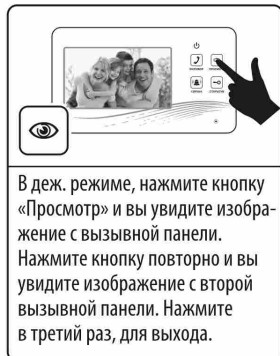 В деж. режиме, нажмите кнопку
«Просмотр» и вы увидите изобра-
жение с вызывной панели.
Нажмите кнопку повторно и вы
увидите изображение с второй
вызывной панели. Нажмите
в третий раз, для выхода.